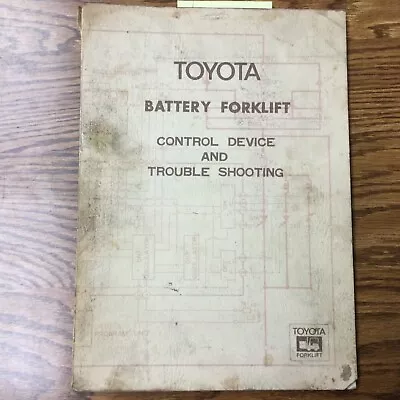 TOYOTA
BATTERY FORKLIFT
CONTROL DEVICE
AND
TROUBLE SHOOTING
TOYOTA
FORKLIFT